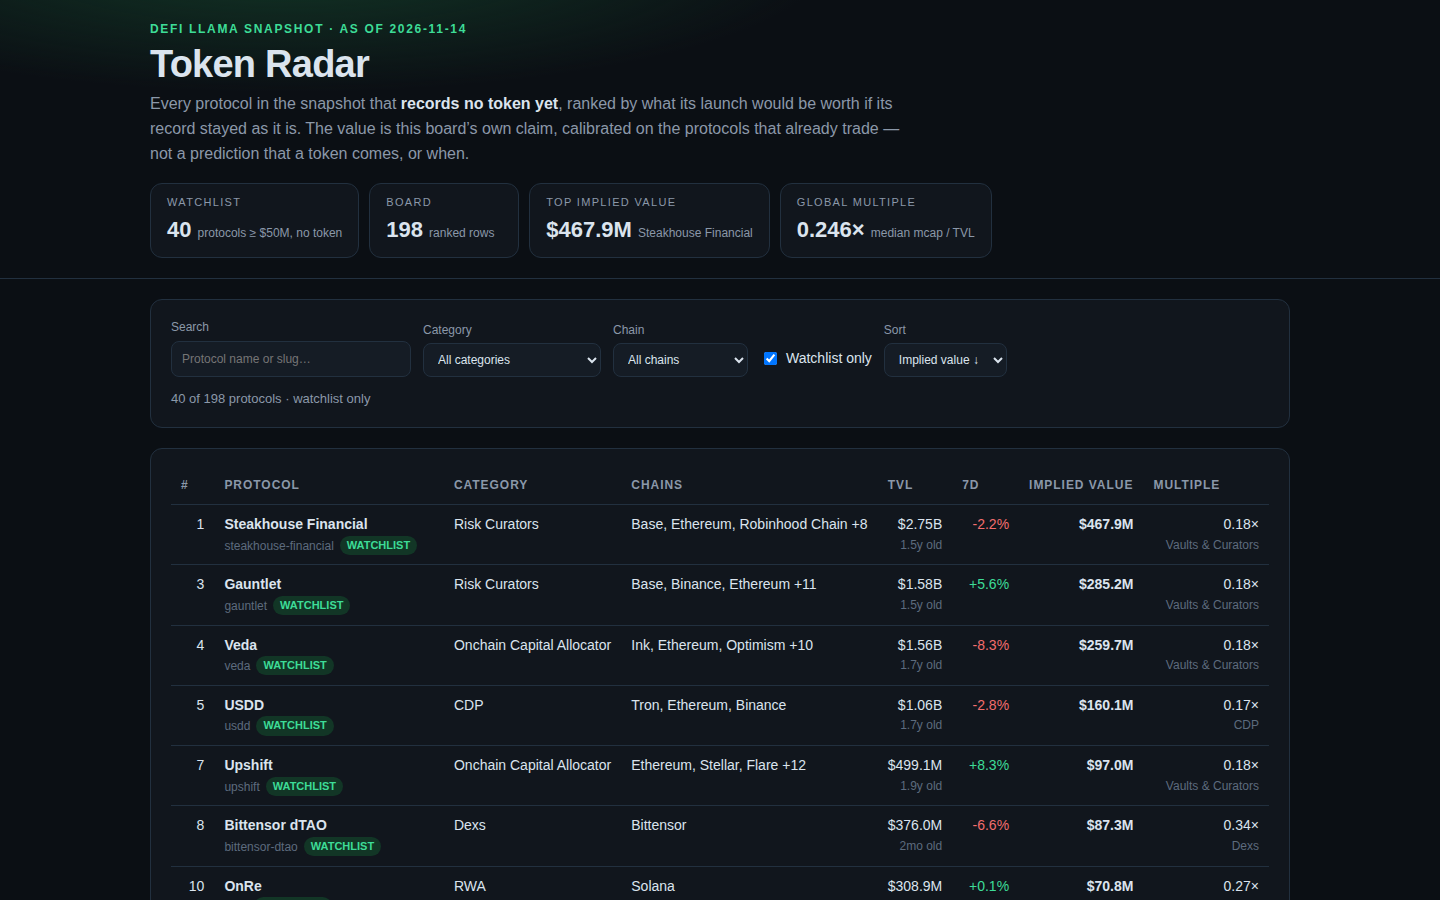 DEFI LLAMA SNAPSHOT · AS OF 2026-11-14
Token Radar
Every protocol in the snapshot that records no token yet, ranked by what its launch would be worth if its
record stayed as it is. The value is this board's own claim, calibrated on the protocols that already trade —
not a prediction that a token comes, or when.
WATCHLIST BOARD TOP IMPLIED VALUE GLOBAL MULTIPLE
40 protocols ≥ $50M, no token 198 ranked rows $467.9M Steakhouse Financial 0.246× median mcap / TVL
Search Category Chain Sort
Protocol name or slug… All categories All chains Watchlist only Implied value ↓
40 of 198 protocols · watchlist only
# PROTOCOL CATEGORY CHAINS TVL 7D IMPLIED VALUE MULTIPLE
1 Steakhouse Financial Risk Curators Base, Ethereum, Robinhood Chain +8 $2.75B -2.2% $467.9M 0.18×
steakhouse-financial WATCHLIST 1.5y old Vaults & Curators
3 Gauntlet Risk Curators Base, Binance, Ethereum +11 $1.58B +5.6% $285.2M 0.18×
gauntlet WATCHLIST 1.5y old Vaults & Curators
4 Veda Onchain Capital Allocator Ink, Ethereum, Optimism +10 $1.56B -8.3% $259.7M 0.18×
veda WATCHLIST 1.7y old Vaults & Curators
5 USDD CDP Tron, Ethereum, Binance $1.06B -2.8% $160.1M 0.17×
usdd WATCHLIST 1.7y old CDP
7 Upshift Onchain Capital Allocator Ethereum, Stellar, Flare +12 $499.1M +8.3% $97.0M 0.18×
upshift WATCHLIST 1.9y old Vaults & Curators
8 Bittensor dTAO Dexs Bittensor $376.0M -6.6% $87.3M 0.34×
bittensor-dtao WATCHLIST 2mo old Dexs
10 OnRe RWA Solana $308.9M +0.1% $70.8M 0.27×